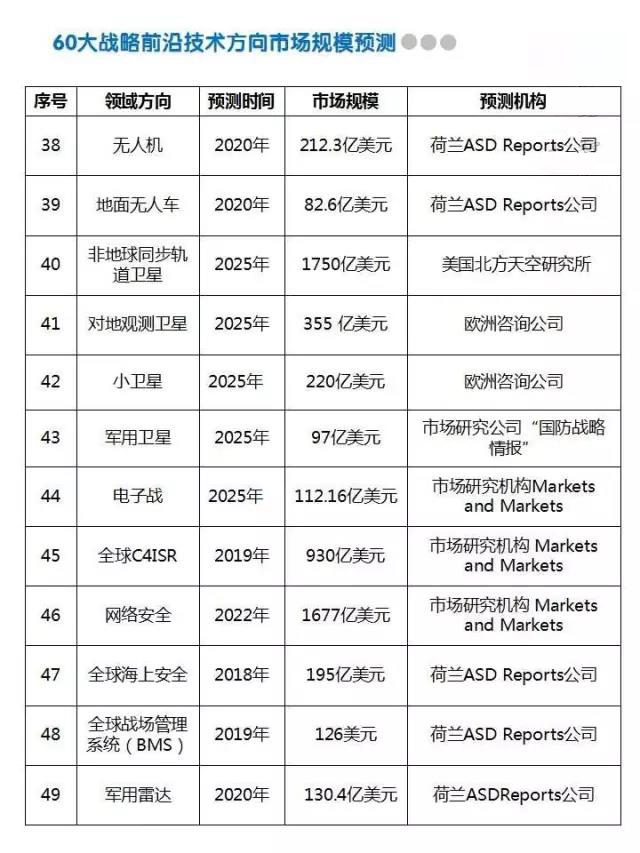 60大战略前沿技术方向市场规模预测
序号 领域方向 预测时间 市场规模 预测机构
38 无人机 2020年 212.3亿美元 荷兰ASD Reports公司
39 地面无人车 2020年 82.6亿美元 荷兰ASD Reports公司
40 非地球同步轨 2025年 1750亿美元 美国北方天空研究所
道卫星
41 对地观测卫星 2025年 355 亿美元 欧洲咨询公司
42 小卫星 2025年 220亿美元 欧洲咨询公司
43 军用卫星 2025年 97亿美元 市场研究公司“国防战略
情报”
44 电子战 2025年 112.16亿美元 市场研究机构Markets
and Markets
45 全球C4ISR 2019年 930亿美元 市场研究机构 Markets
and Markets
46 网络安全 2022年 1677亿美元 市场研究机构 Markets
and Markets
47 全球海上安全 2018年 195亿美元 荷兰ASD Reports公司
48 全球战场管理 2019年 126美元 荷兰ASD Reports公司
系统（BMS）
49 军用雷达 2020年 130.4亿美元 荷兰ASDReports公司